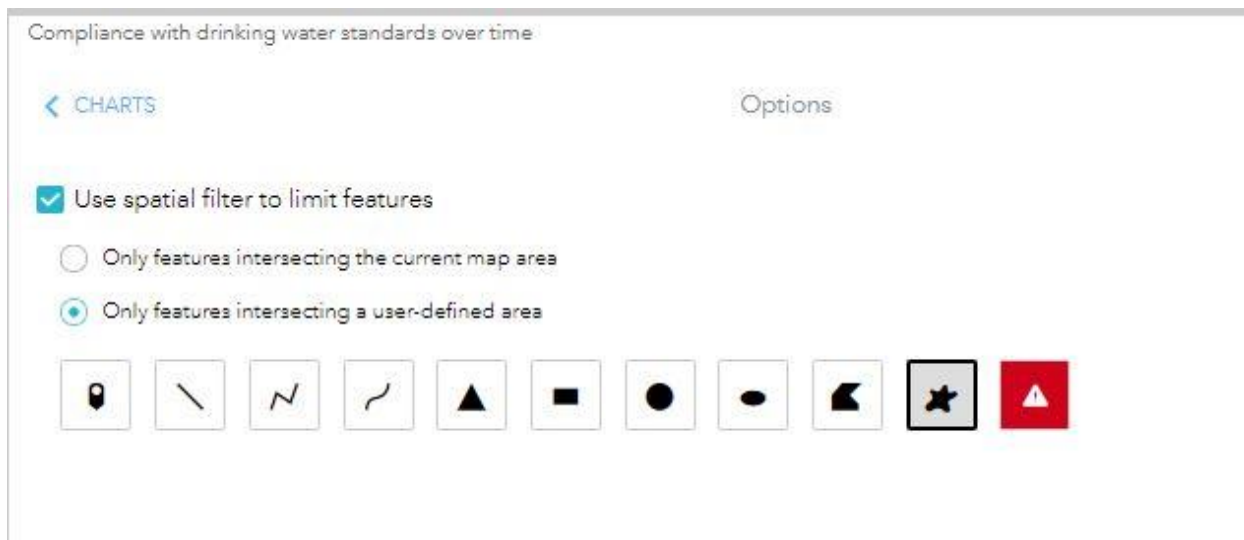 Compliance with drinking water standards over time
CHARTS
Options
Use spatial filter to limit features
Only features intersecting the current map area
Only features intersecting a user-defined area